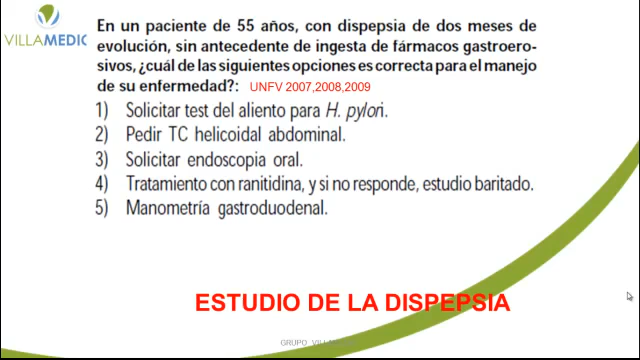 VILLAMEDIC
En un paciente de 55 años, con dispepsia de dos meses de
evolución, sin antecedente de ingesta de fármacos gastroero-
sivos, ¿cuál de las siguientes opciones es correcta para el manejo
de su enfermedad?: UNFV 2007,2008,2009
1) Solicitar test del aliento para H. pylori.
2) Pedir TC helicoidal abdominal.
3) Solicitar endoscopia oral.
4) Tratamiento con ranitidina, y si no responde, estudio baritado.
5) Manometría gastroduodenal.
ESTUDIO DE LA DISPEPSIA
GRUPO